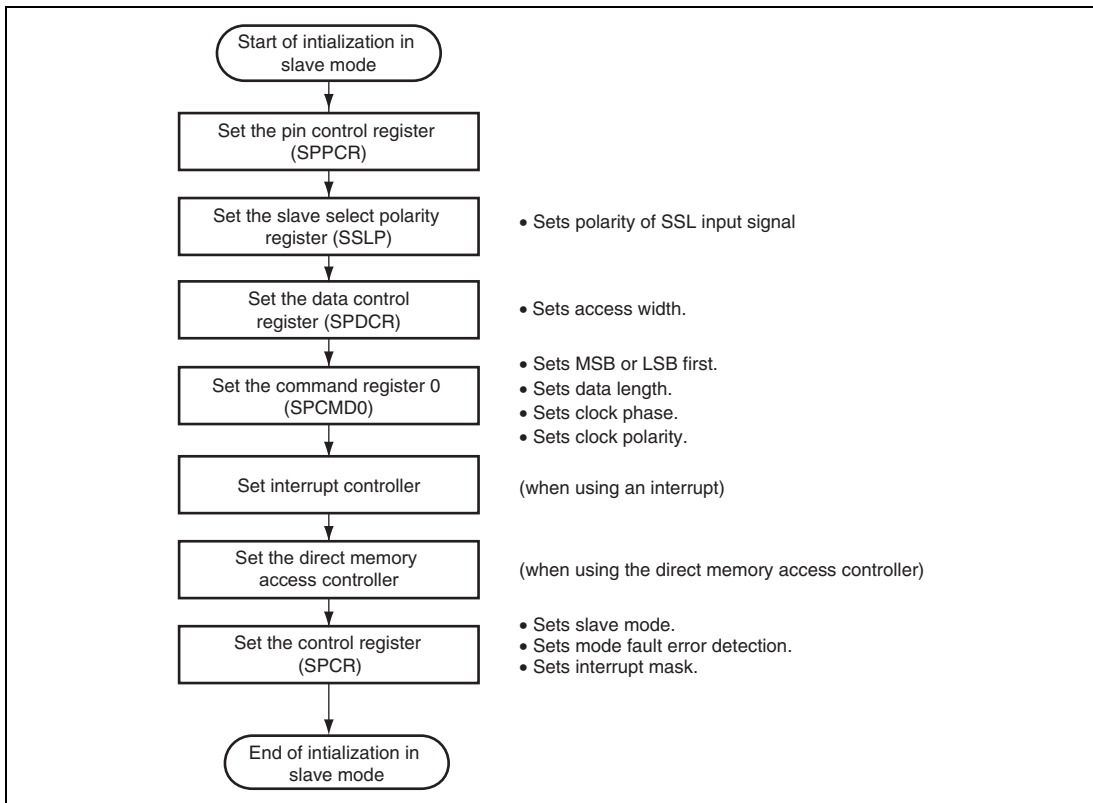 Start of intialization in
slave mode
Set the pin control register
(SPPCR)
Set the slave select polarity
register (SSLP)
• Sets polarity of SSL input signal
Set the data control
register (SPDCR)
• Sets access width.
Set the command register 0
(SPCMD0)
• Sets MSB or LSB first.
• Sets data length.
• Sets clock phase.
• Sets clock polarity.
Set interrupt controller
(when using an interrupt)
Set the direct memory
access controller
(when using the direct memory access controller)
Set the control register
(SPCR)
• Sets slave mode.
• Sets mode fault error detection.
• Sets interrupt mask.
End of intialization in
slave mode